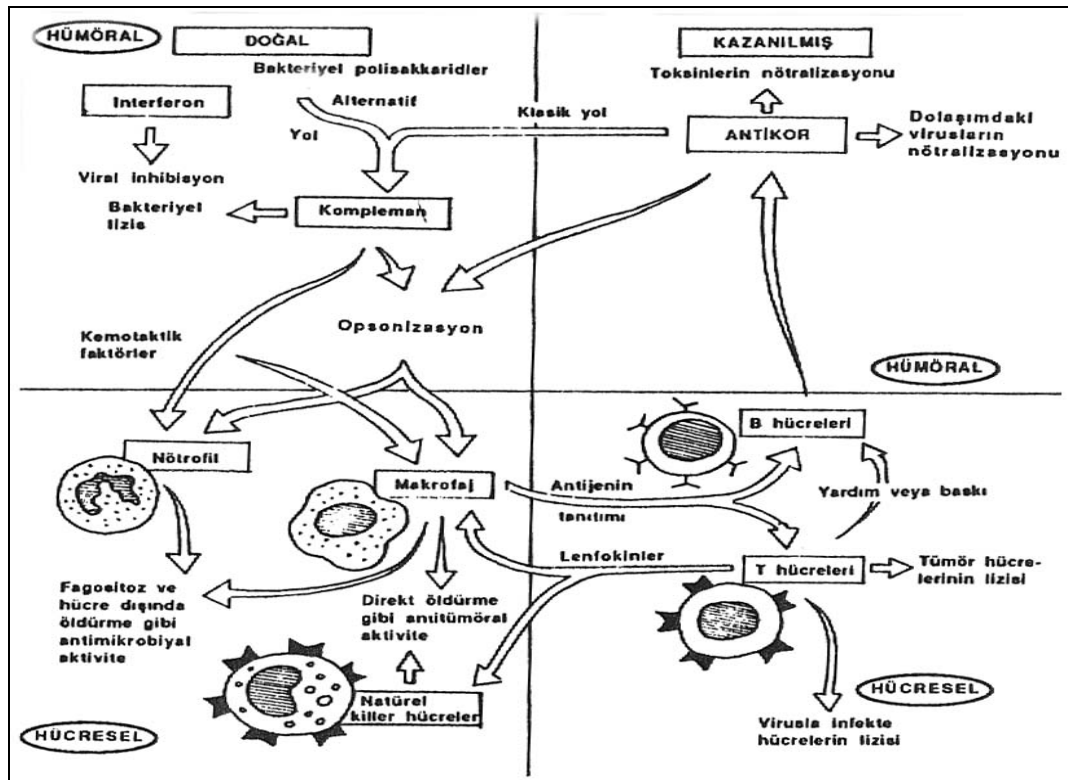 HÜMÖRAL
DOĞAL
Bakteriyel polisakkaridler
Interferon
Alternatif
Yol
Klasik yol
Viral inhibisyon
Bakteriyel
lizis
Kompleman
Opsonizasyon
Kemotaktik
faktörler
KAZANILMIŞ
Toksinlerin nötralizasyonu
ANTİKOR
Dolaşımdaki
virusların
nötralizasyonu
HÜMÖRAL
Nötrofil
Makrofaj
Fagositoz ve
hücre dışında
öldürme gibi
antimikrobiyal
aktivite
Direkt öldürme
gibi antitümöral
aktivite
Natürel
killer hücreler
HÜCRESEL
B hücreleri
Antijenin
tanıtımı
Yardım veya baskı
Lenfokinler
T hücreleri
Tümör hücre-
lerinin lizisi
HÜCRESEL
Virusla infekte
hücrelerin lizisi